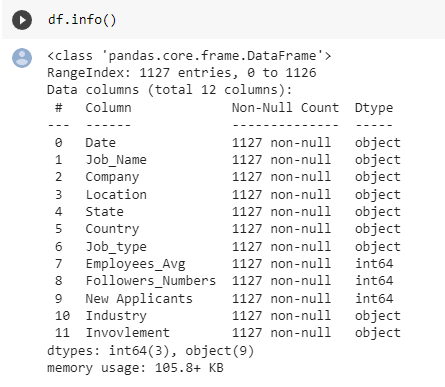 df.info()
<class 'pandas.core.frame.DataFrame'>
RangeIndex: 1127 entries, 0 to 1126
Data columns (total 12 columns):
 #   Column             Non-Null Count  Dtype
---  ------             --------------  -----
 0   Date               1127 non-null   object
 1   Job_Name           1127 non-null   object
 2   Company            1127 non-null   object
 3   Location           1127 non-null   object
 4   State              1127 non-null   object
 5   Country            1127 non-null   object
 6   Job_type           1127 non-null   object
 7   Employees_Avg      1127 non-null   int64
 8   Followers_Numbers  1127 non-null   int64
 9   New Applicants     1127 non-null   int64
 10  Industry           1127 non-null   object
 11  Invovlement        1127 non-null   object
dtypes: int64(3), object(9)
memory usage: 105.8+ KB